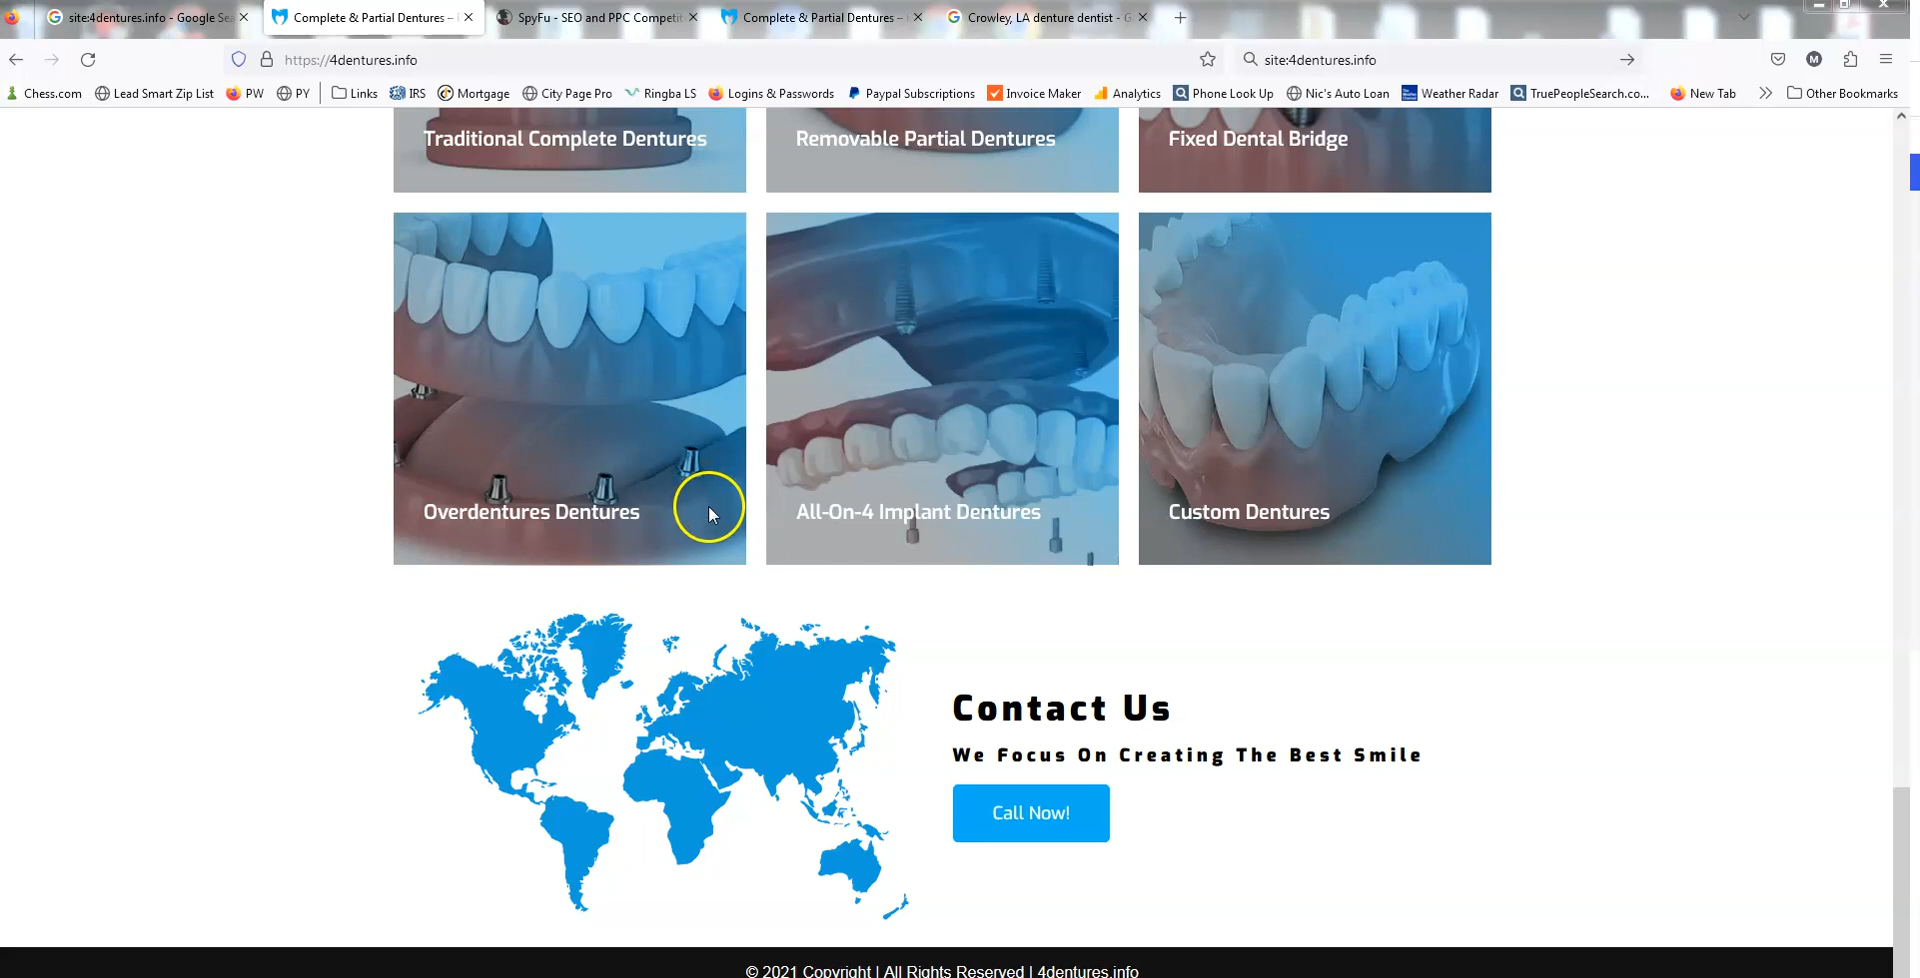 site:4dentures.info - Google Sea
Complete & Partial Dentures –
SpyFu - SEO and PPC Competit
Complete & Partial Dentures –
Crowley, LA denture dentist - G
https://4dentures.info
site:4dentures.info
M
Chess.com
Lead Smart Zip List
PW
PY
Links
IRS
Mortgage
City Page Pro
Ringba LS
Logins & Passwords
Paypal Subscriptions
Invoice Maker
Analytics
Phone Look Up
Nic's Auto Loan
Weather Radar
TruePeopleSearch.co...
New Tab
Other Bookmarks
Traditional Complete Dentures
Removable Partial Dentures
Fixed Dental Bridge
Overdentures Dentures
All-On-4 Implant Dentures
Custom Dentures
Contact Us
We Focus On Creating The Best Smile
Call Now!
© 2021 Copyright | All Rights Reserved | 4dentures.info